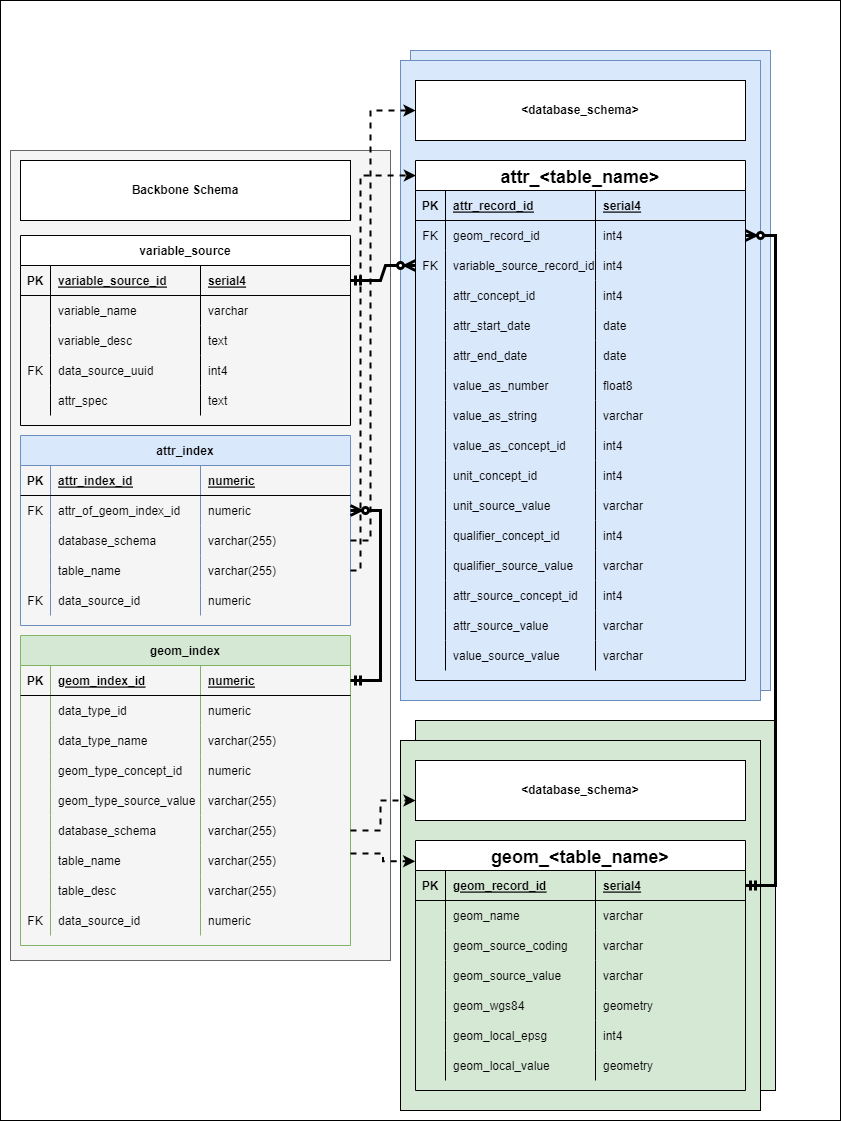 Backbone Schema
variable_source
PK variable_source_id serial4
variable_name varchar
variable_desc text
FK data_source_uuid int4
attr_spec text
attr_index
PK attr_index_id numeric
FK attr_of_geom_index_id numeric
database_schema varchar(255)
table_name varchar(255)
FK data_source_id numeric
geom_index
PK geom_index_id numeric
data_type_id numeric
data_type_name varchar(255)
geom_type_concept_id numeric
geom_type_source_value varchar(255)
database_schema varchar(255)
table_name varchar(255)
table_desc varchar(255)
FK data_source_id numeric
<database_schema>
attr_<table_name>
PK attr_record_id serial4
FK geom_record_id int4
FK variable_source_record_id int4
attr_concept_id int4
attr_start_date date
attr_end_date date
value_as_number float8
value_as_string varchar
value_as_concept_id int4
unit_concept_id int4
unit_source_value varchar
qualifier_concept_id int4
qualifier_source_value varchar
attr_source_concept_id int4
attr_source_value varchar
value_source_value varchar
<database_schema>
geom_<table_name>
PK geom_record_id serial4
geom_name varchar
geom_source_coding varchar
geom_source_value varchar
geom_wgs84 geometry
geom_local_epsg int4
geom_local_value geometry